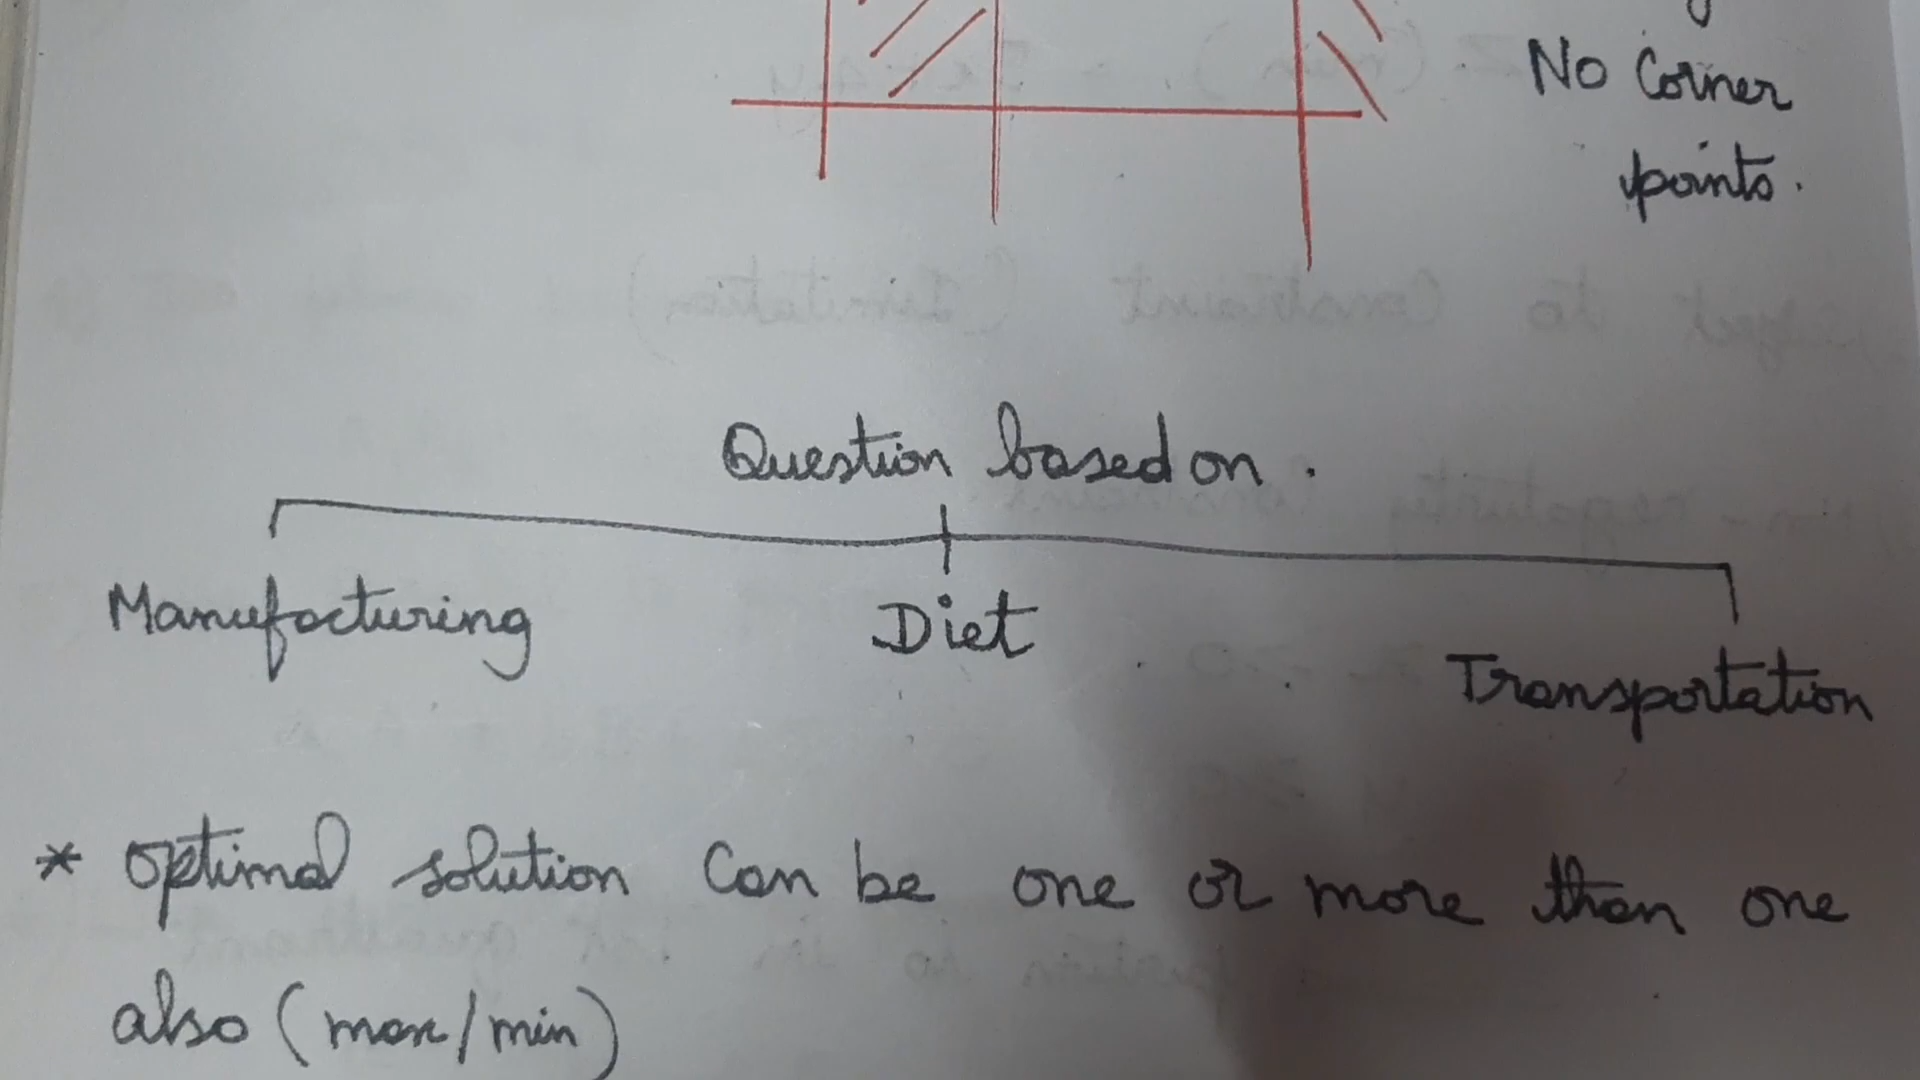 No Corner
points.
Question based on.
Manufacturing Diet Transportation
* optimal solution Can be one or more than one
also (max/min)